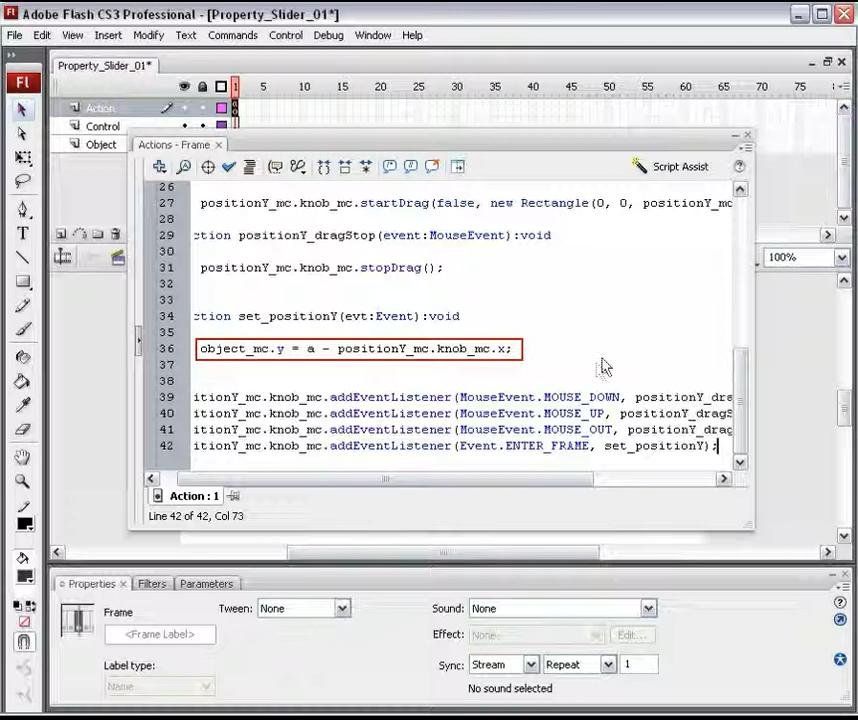 Adobe Flash CS3 Professional - [Property_Slider_01*]
File Edit View Insert Modify Text Commands Control Debug Window Help
Property_Slider_01*
1 5 10 15 20 25 30 35 40 45 50 55 60 65 70 75
Action
Control
Object
Actions - Frame
Script Assist
26
27 positionY_mc.knob_mc.startDrag(false, new Rectangle(0, 0, positionY_mc
28
29 ction positionY_dragStop(event:MouseEvent):void
30
31 positionY_mc.knob_mc.stopDrag();
32
33
34 ction set_positionY(evt:Event):void
35
36 object_mc.y = a - positionY_mc.knob_mc.x;
37
38
39 itionY_mc.knob_mc.addEventListener(MouseEvent.MOUSE_DOWN, positionY_dra
40 itionY_mc.knob_mc.addEventListener(MouseEvent.MOUSE_UP, positionY_dragS
41 itionY_mc.knob_mc.addEventListener(MouseEvent.MOUSE_OUT, positionY_drag
42 itionY_mc.knob_mc.addEventListener(Event.ENTER_FRAME, set_positionY);
100%
Action : 1
Line 42 of 42, Col 73
Properties Filters Parameters
Frame
Tween: None
Sound: None
<Frame Label>
Effect: None Edit...
Label type:
Sync: Stream Repeat 1
Name
No sound selected